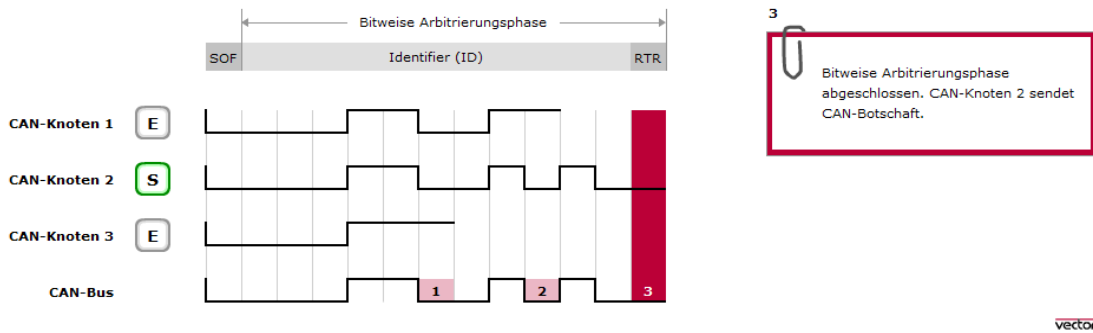 Bitweise Arbitrierungsphase
SOF Identifier (ID) RTR
CAN-Knoten 1 E
CAN-Knoten 2 S
CAN-Knoten 3 E
CAN-Bus 1 2 3
3
Bitweise Arbitrierungsphase
abgeschlossen. CAN-Knoten 2 sendet
CAN-Botschaft.
vector